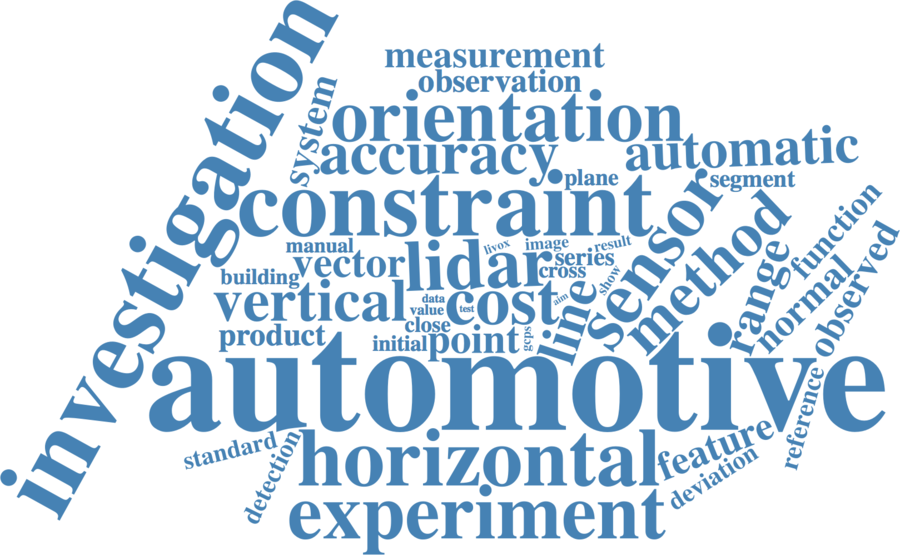 investigation
measurement
observation
system
orientation
accuracy
automatic
plane
segment
constraint
sensor
method
function
manual
livox
image
result
vector
lidar
series
cross
show
building
range
normal
observed
vertical
data
value
test
cost
aim
line
close
product
initial
point
gcps
automotive
reference
standard
detection
horizontal
feature
deviation
experiment